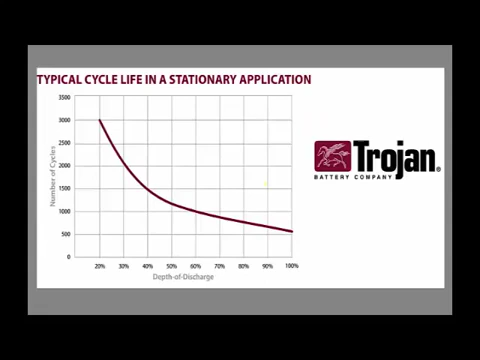 TYPICAL CYCLE LIFE IN A STATIONARY APPLICATION
3500
3000
2500
2000
1500
1000
500
0
Number of Cycles
20% 30% 40% 50% 60% 70% 80% 90% 100%
Depth-of-Discharge
Trojan®
BATTERY COMPANY